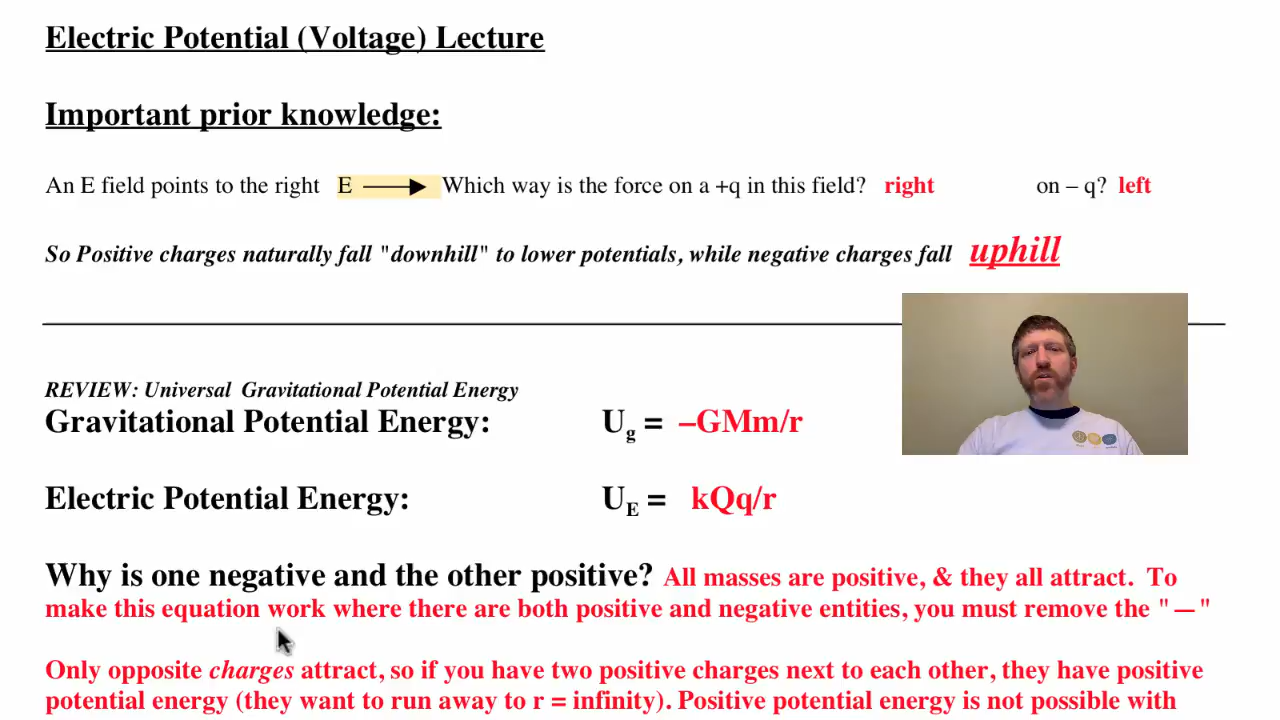 Electric Potential (Voltage) Lecture
Important prior knowledge:
An E field points to the right E Which way is the force on a +q in this field? right on – q? left
So Positive charges naturally fall "downhill" to lower potentials, while negative charges fall uphill
REVIEW: Universal Gravitational Potential Energy
Gravitational Potential Energy: Ug = –GMm/r
Electric Potential Energy: UE = kQq/r
Why is one negative and the other positive? All masses are positive, & they all attract. To
make this equation work where there are both positive and negative entities, you must remove the "—"
Only opposite charges attract, so if you have two positive charges next to each other, they have positive
potential energy (they want to run away to r = infinity). Positive potential energy is not possible with